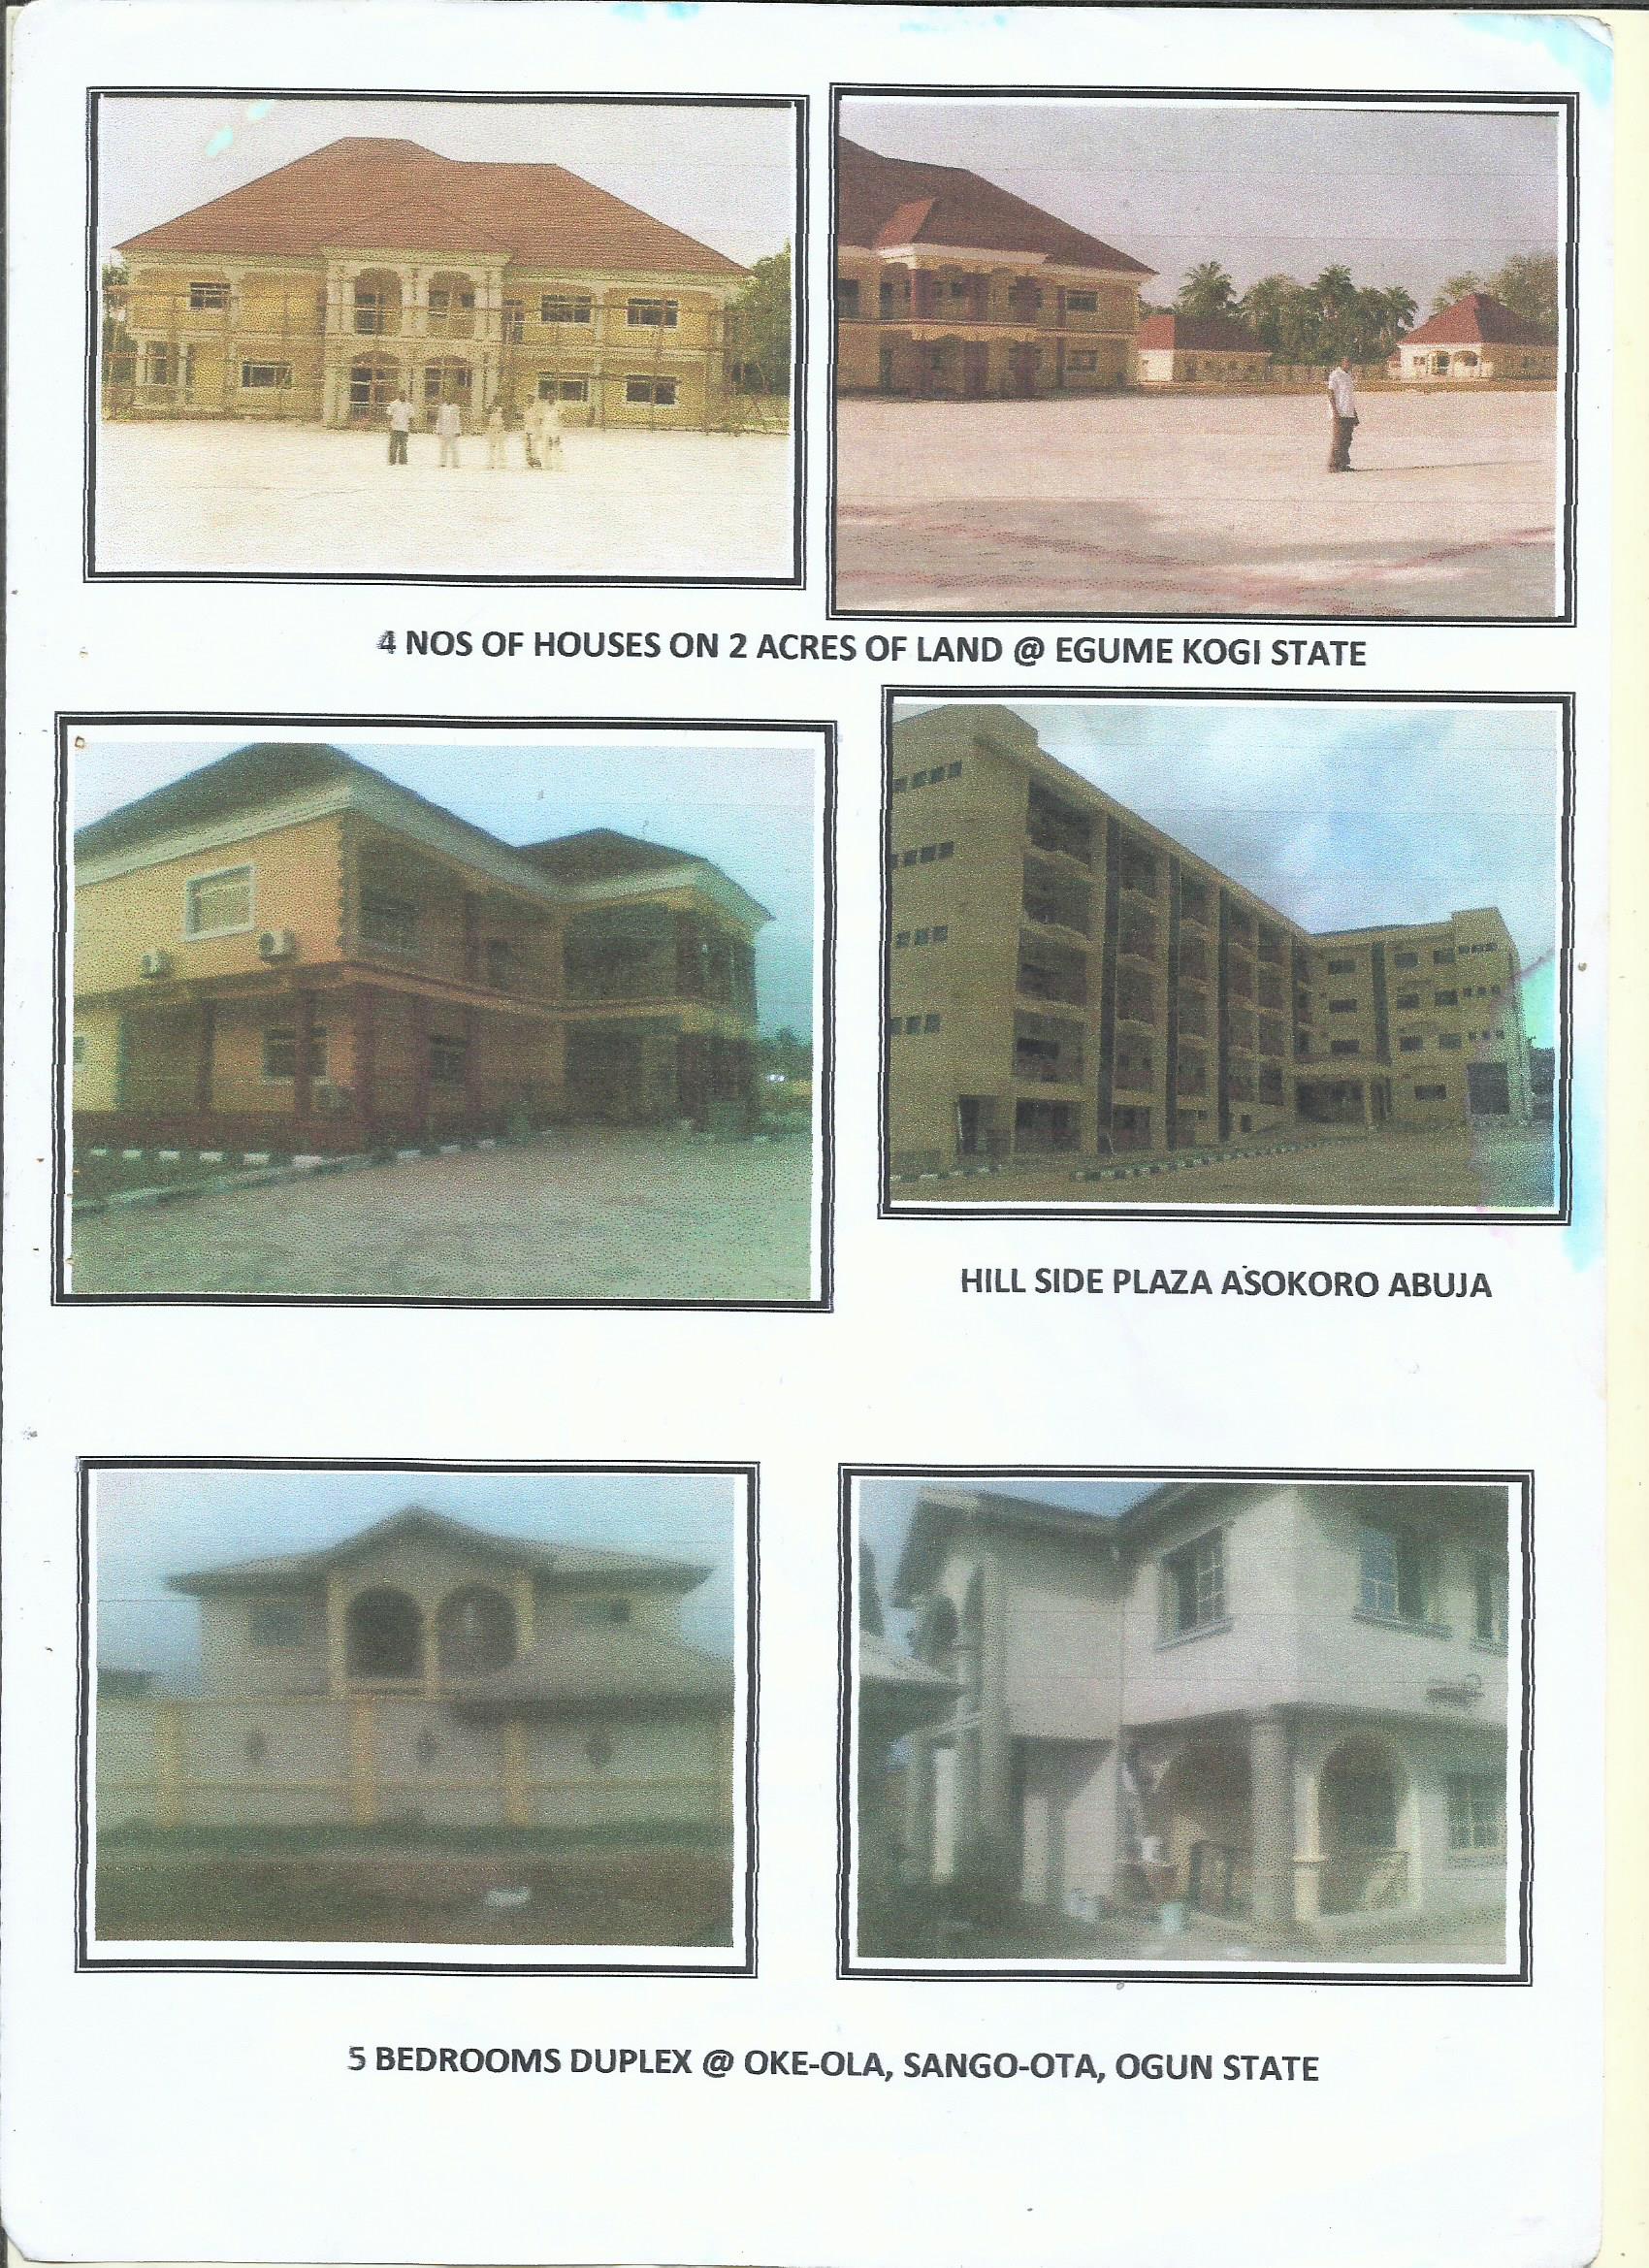 4 NOS OF HOUSES ON 2 ACRES OF LAND @ EGUME KOGI STATE
HILL SIDE PLAZA ASOKORO ABUJA
5 BEDROOMS DUPLEX @ OKE-OLA, SANGO-OTA, OGUN STATE